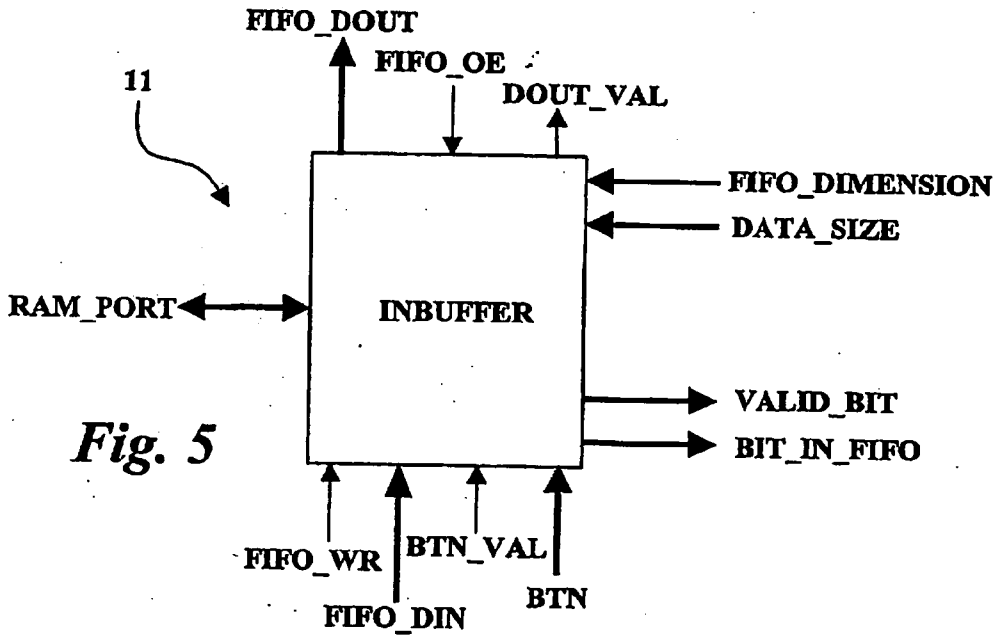 FIFO_DOUT
FIFO_OE
11
DOUT_VAL
FIFO_DIMENSION
DATA_SIZE
RAM_PORT
INBUFFER
VALID_BIT
Fig. 5
BIT_IN_FIFO
FIFO_WR
BTN_VAL
BTN
FIFO_DIN